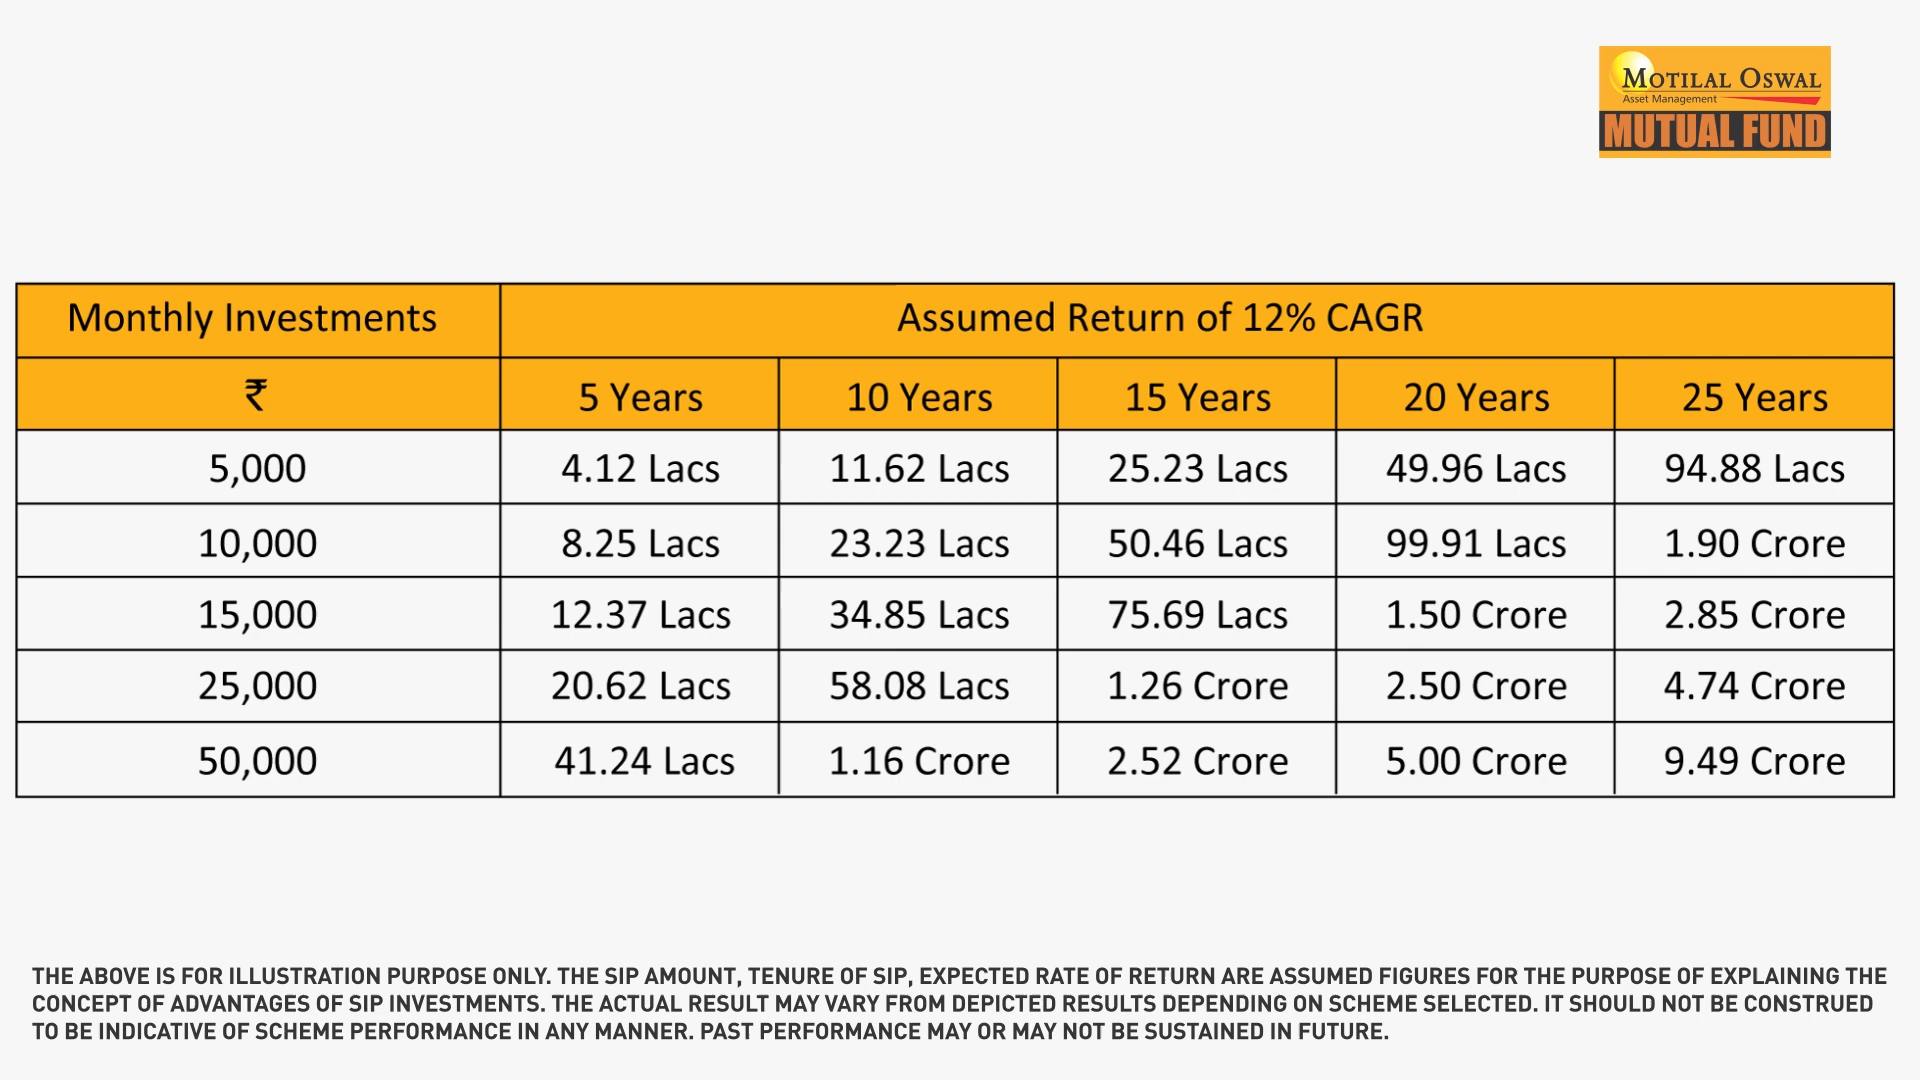 MOTILAL OSWAL
Asset Management
MUTUAL FUND
Monthly Investments Assumed Return of 12% CAGR
₹ 5 Years 10 Years 15 Years 20 Years 25 Years
5,000 4.12 Lacs 11.62 Lacs 25.23 Lacs 49.96 Lacs 94.88 Lacs
10,000 8.25 Lacs 23.23 Lacs 50.46 Lacs 99.91 Lacs 1.90 Crore
15,000 12.37 Lacs 34.85 Lacs 75.69 Lacs 1.50 Crore 2.85 Crore
25,000 20.62 Lacs 58.08 Lacs 1.26 Crore 2.50 Crore 4.74 Crore
50,000 41.24 Lacs 1.16 Crore 2.52 Crore 5.00 Crore 9.49 Crore
THE ABOVE IS FOR ILLUSTRATION PURPOSE ONLY. THE SIP AMOUNT, TENURE OF SIP, EXPECTED RATE OF RETURN ARE ASSUMED FIGURES FOR THE PURPOSE OF EXPLAINING THE
CONCEPT OF ADVANTAGES OF SIP INVESTMENTS. THE ACTUAL RESULT MAY VARY FROM DEPICTED RESULTS DEPENDING ON SCHEME SELECTED. IT SHOULD NOT BE CONSTRUED
TO BE INDICATIVE OF SCHEME PERFORMANCE IN ANY MANNER. PAST PERFORMANCE MAY OR MAY NOT BE SUSTAINED IN FUTURE.